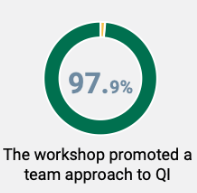 97.9%
The workshop promoted a
team approach to QI